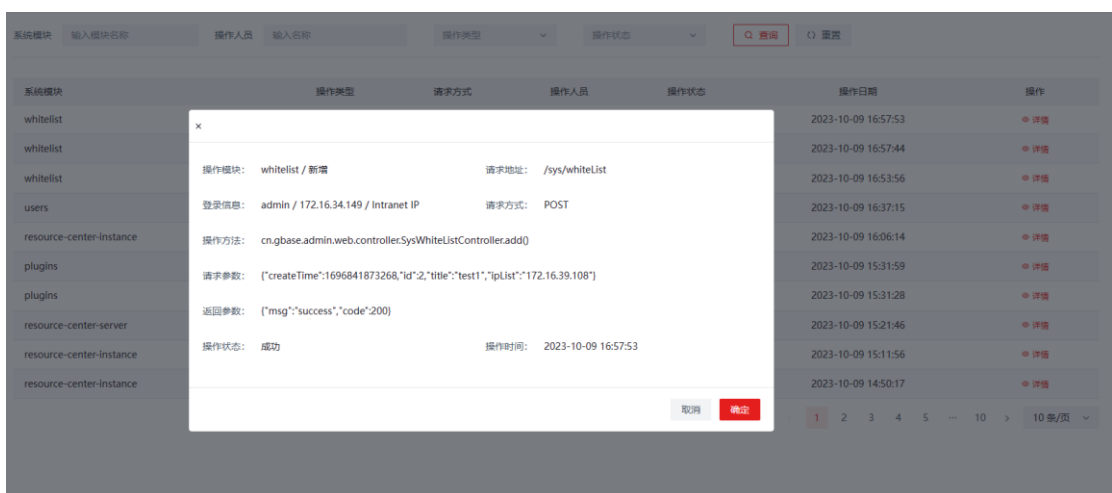 系统模块 输入模块名称 操作人员 输入名称 操作类型 操作状态 查询 重置
系统模块 操作类型 请求方式 操作人员 操作状态 操作日期 操作
whitelist 2023-10-09 16:57:53 详情
×
whitelist 2023-10-09 16:57:44 详情
操作模块: whitelist / 新增 请求地址: /sys/whiteList
whitelist 2023-10-09 16:53:56 详情
登录信息: admin / 172.16.34.149 / Intranet IP 请求方式: POST
users 2023-10-09 16:37:15 详情
操作方法: cn.gbase.admin.web.controller.SysWhiteListController.add()
resource-center-instance 2023-10-09 16:06:14 详情
请求参数: {"createTime":1696841873268,"id":2,"title":"test1","ipList":"172.16.39.108"}
plugins 2023-10-09 15:31:59 详情
plugins 2023-10-09 15:31:28 详情
返回参数: {"msg":"success","code":200}
resource-center-server 2023-10-09 15:21:46 详情
操作状态: 成功 操作时间: 2023-10-09 16:57:53
resource-center-instance 2023-10-09 15:11:56 详情
resource-center-instance 2023-10-09 14:50:17 详情
取消 确定
1 2 3 4 5 ··· 10 > 10 条/页